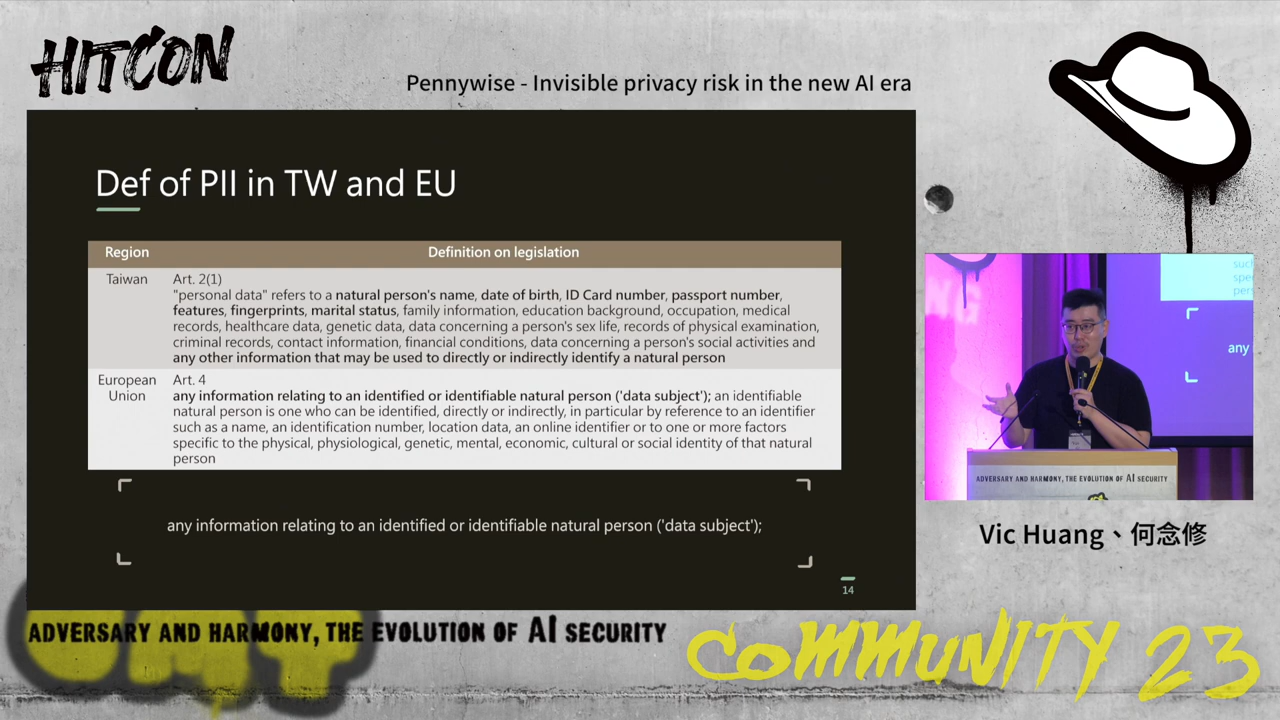 HITCON
Pennywise - Invisible privacy risk in the new AI era
Def of PII in TW and EU
Region
Definition on legislation
Taiwan
Art. 2(1)
"personal data" refers to a natural person's name, date of birth, ID Card number, passport number,
features, fingerprints, marital status, family information, education background, occupation, medical
records, healthcare data, genetic data, data concerning a person's sex life, records of physical examination,
criminal records, contact information, financial conditions, data concerning a person's social activities and
any other information that may be used to directly or indirectly identify a natural person
European
Union
Art. 4
any information relating to an identified or identifiable natural person ('data subject'); an identifiable
natural person is one who can be identified, directly or indirectly, in particular by reference to an identifier
such as a name, an identification number, location data, an online identifier or to one or more factors
specific to the physical, physiological, genetic, mental, economic, cultural or social identity of that natural
person
any information relating to an identified or identifiable natural person ('data subject');
14
suc
spe
per
any
ADVERSARY AND HARMONY, THE EVOLUTION OF AI SECURITY
Vic Huang、何念修
ADVERSARY AND HARMONY, THE EVOLUTION OF AI SECURITY
COMMUNITY 23